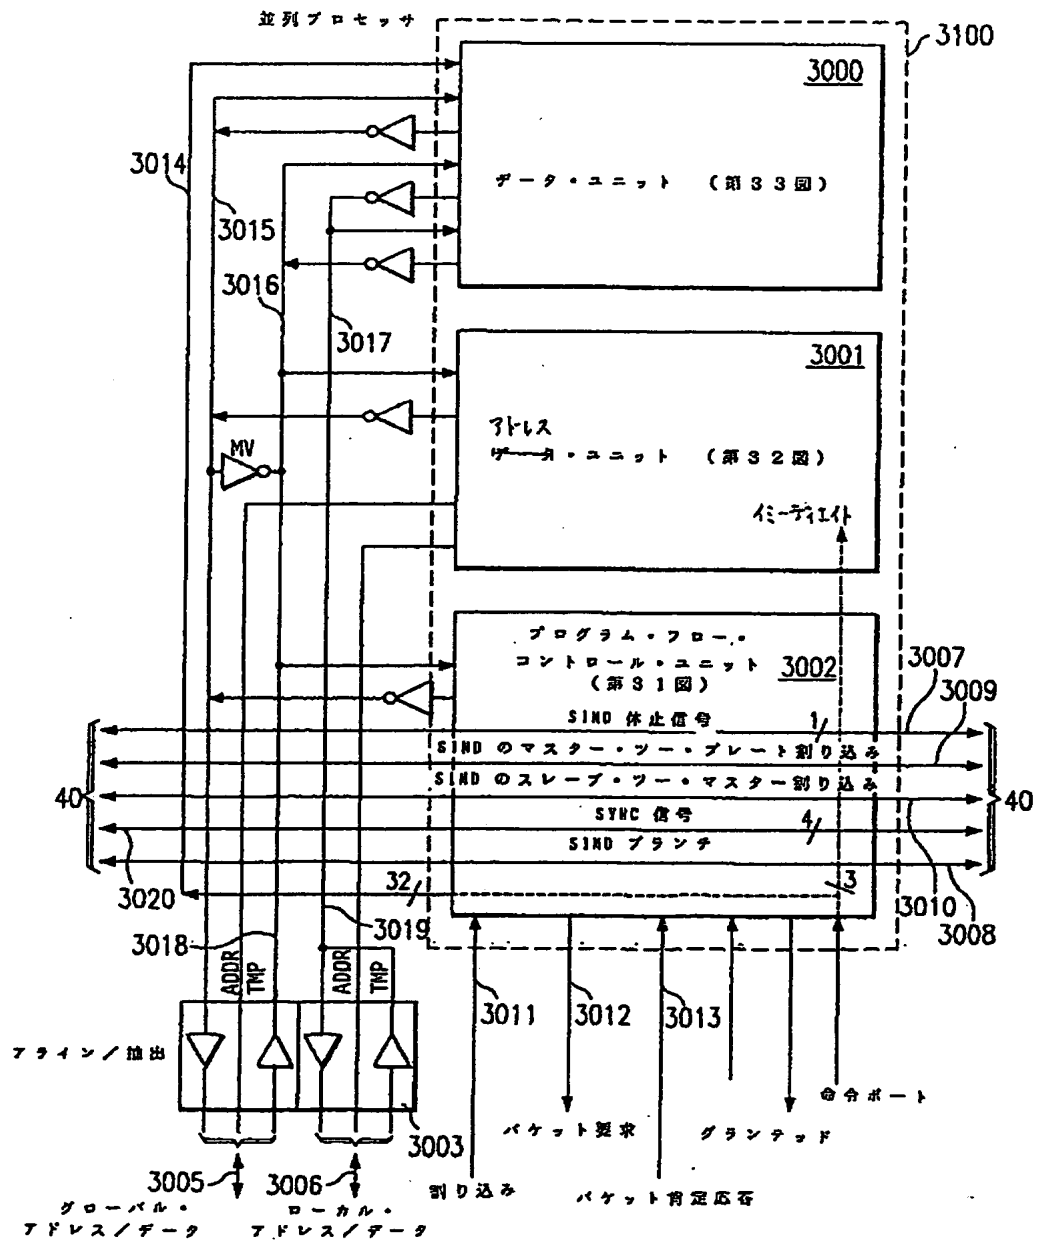 並列プロセッサ
3100
3000
データ・ユニット (第33図)
3014
3015
3016
3017
3001
アドレス
データ・ユニット (第32図)
MV
イミーディエイト
プログラム・フロー・
コントロール・ユニット
(第31図)
3002
3007
3009
SIMD 休止信号
1
SIMD のマスター・ツー・プレート割り込み
SIMD のスレーブ・ツー・マスター割り込み
40
40
SYNC 信号
4
SIMD ブランチ
32
3
3020
3010
3008
3018
3019
ADDR
TMP
ADDR
TMP
3011
3012
3013
アライン/抽出
3003
命令ポート
パケット要求
グランテッド
3005
3006
割り込み
パケット肯定応答
グローバル・
アドレス/データ
ローカル・
アドレス/データ